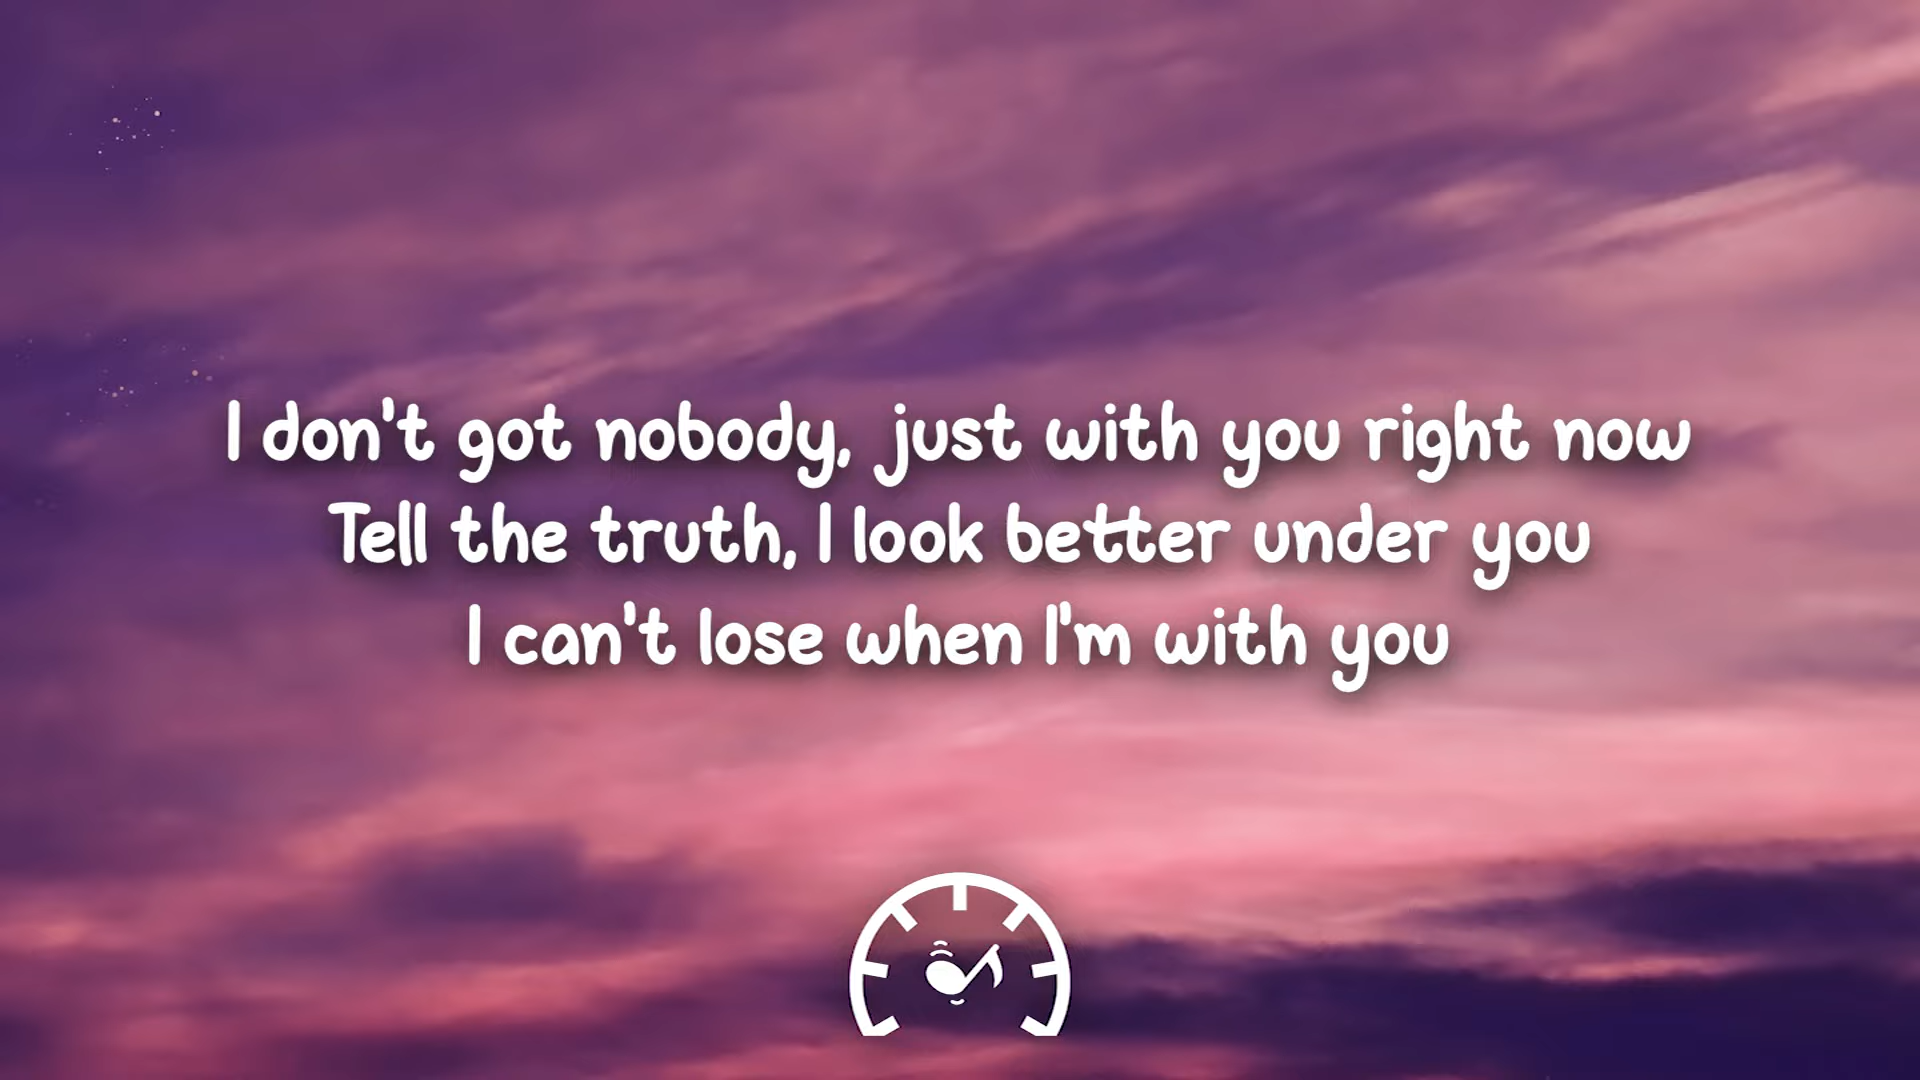 I don't got nobody, just with you right now
Tell the truth, I look better under you
I can't lose when I'm with you